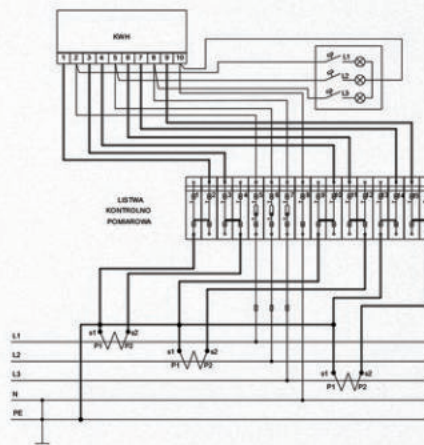 KWH
1 2 3 4 5 6 7 8 9 10
L1
L2
L3
LISTWA
KONTROLNO
POMIAROWA
s1 s2
P1 P2
s1 s2
P1 P2
s1 s2
P1 P2
L1
L2
L3
N
PE